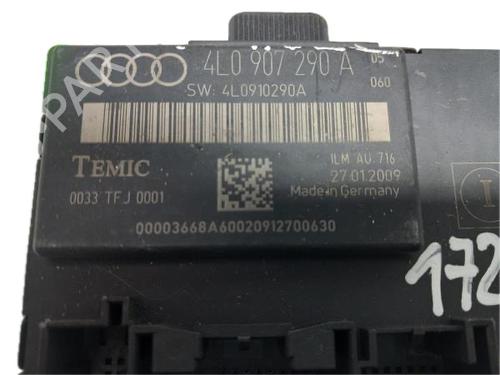 4L0 907 290 A
05
060
SW: 4L0910290A
TEMIC
ILM AU 716
27.01.2009
0033 TFJ 0001
Made in Germany
00003668A60020912700630
I
172